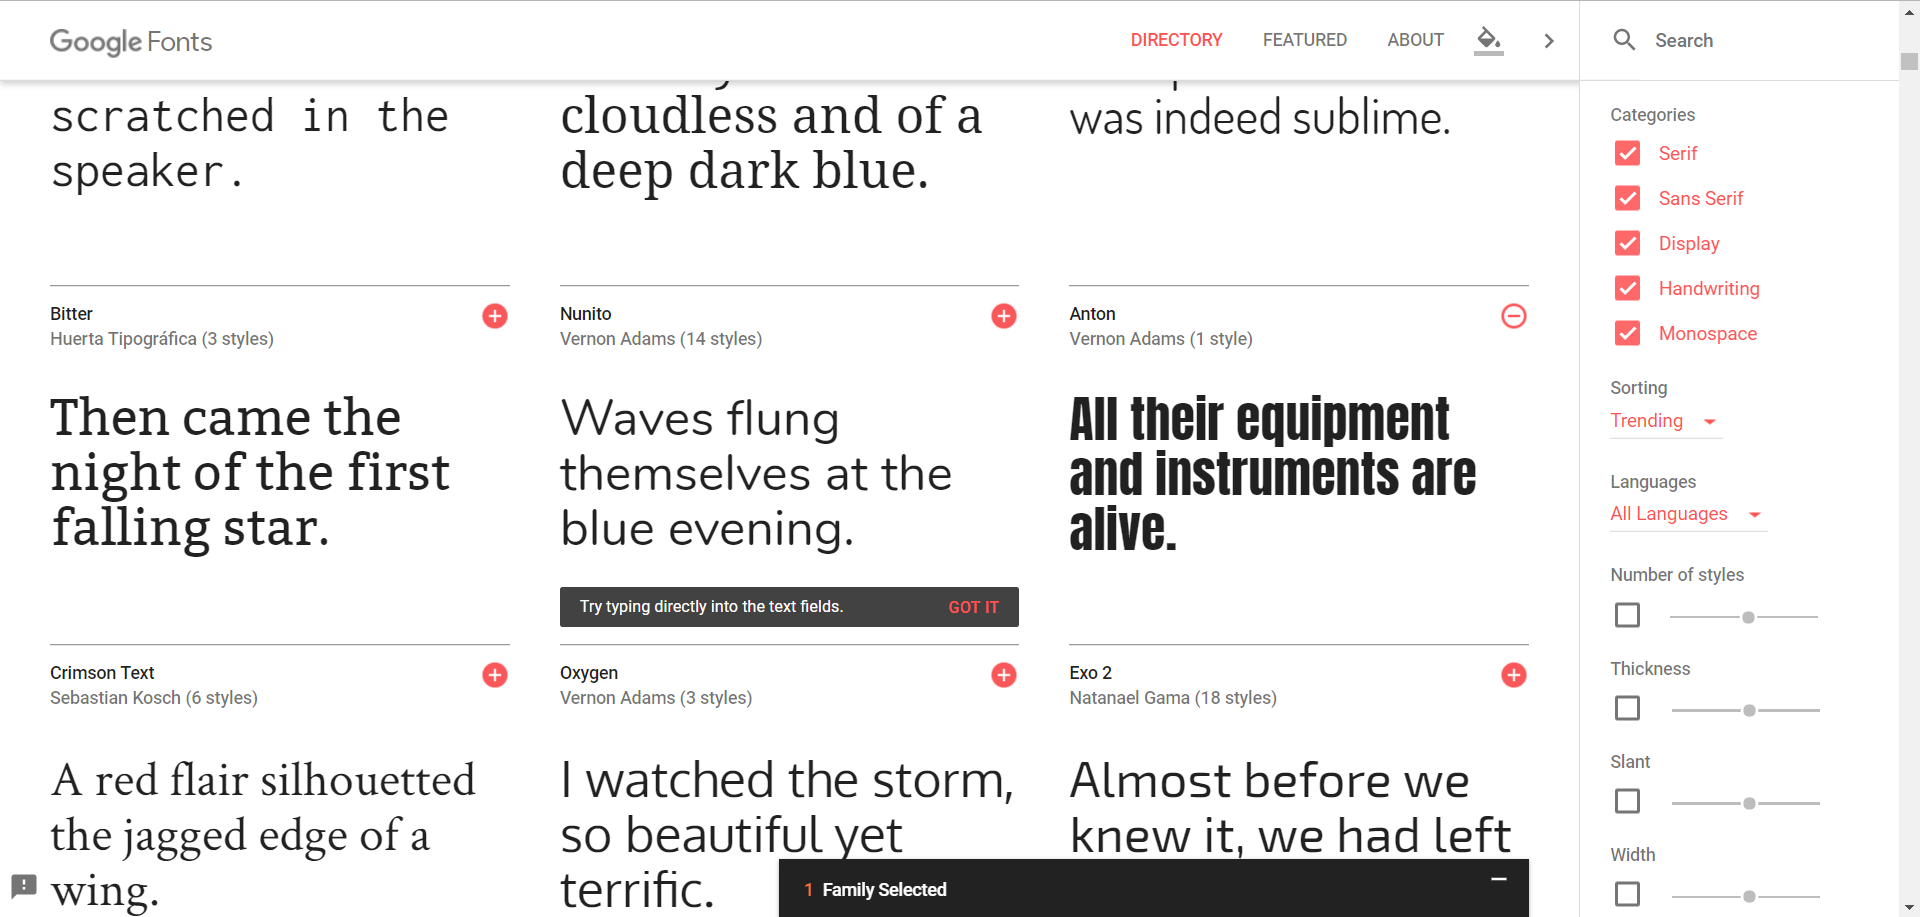 Google Fonts
DIRECTORY
FEATURED
ABOUT
Search
scratched in the
speaker.
cloudless and of a
deep dark blue.
was indeed sublime.
Bitter
Huerta Tipográfica (3 styles)
Then came the
night of the first
falling star.
Nunito
Vernon Adams (14 styles)
Waves flung
themselves at the
blue evening.
Try typing directly into the text fields.
GOT IT
Anton
Vernon Adams (1 style)
All their equipment
and instruments are
alive.
Crimson Text
Sebastian Kosch (6 styles)
A red flair silhouetted
the jagged edge of a
wing.
Oxygen
Vernon Adams (3 styles)
I watched the storm,
so beautiful yet
terrific.
Exo 2
Natanael Gama (18 styles)
Almost before we
knew it, we had left
1 Family Selected
Categories
Serif
Sans Serif
Display
Handwriting
Monospace
Sorting
Trending
Languages
All Languages
Number of styles
Thickness
Slant
Width